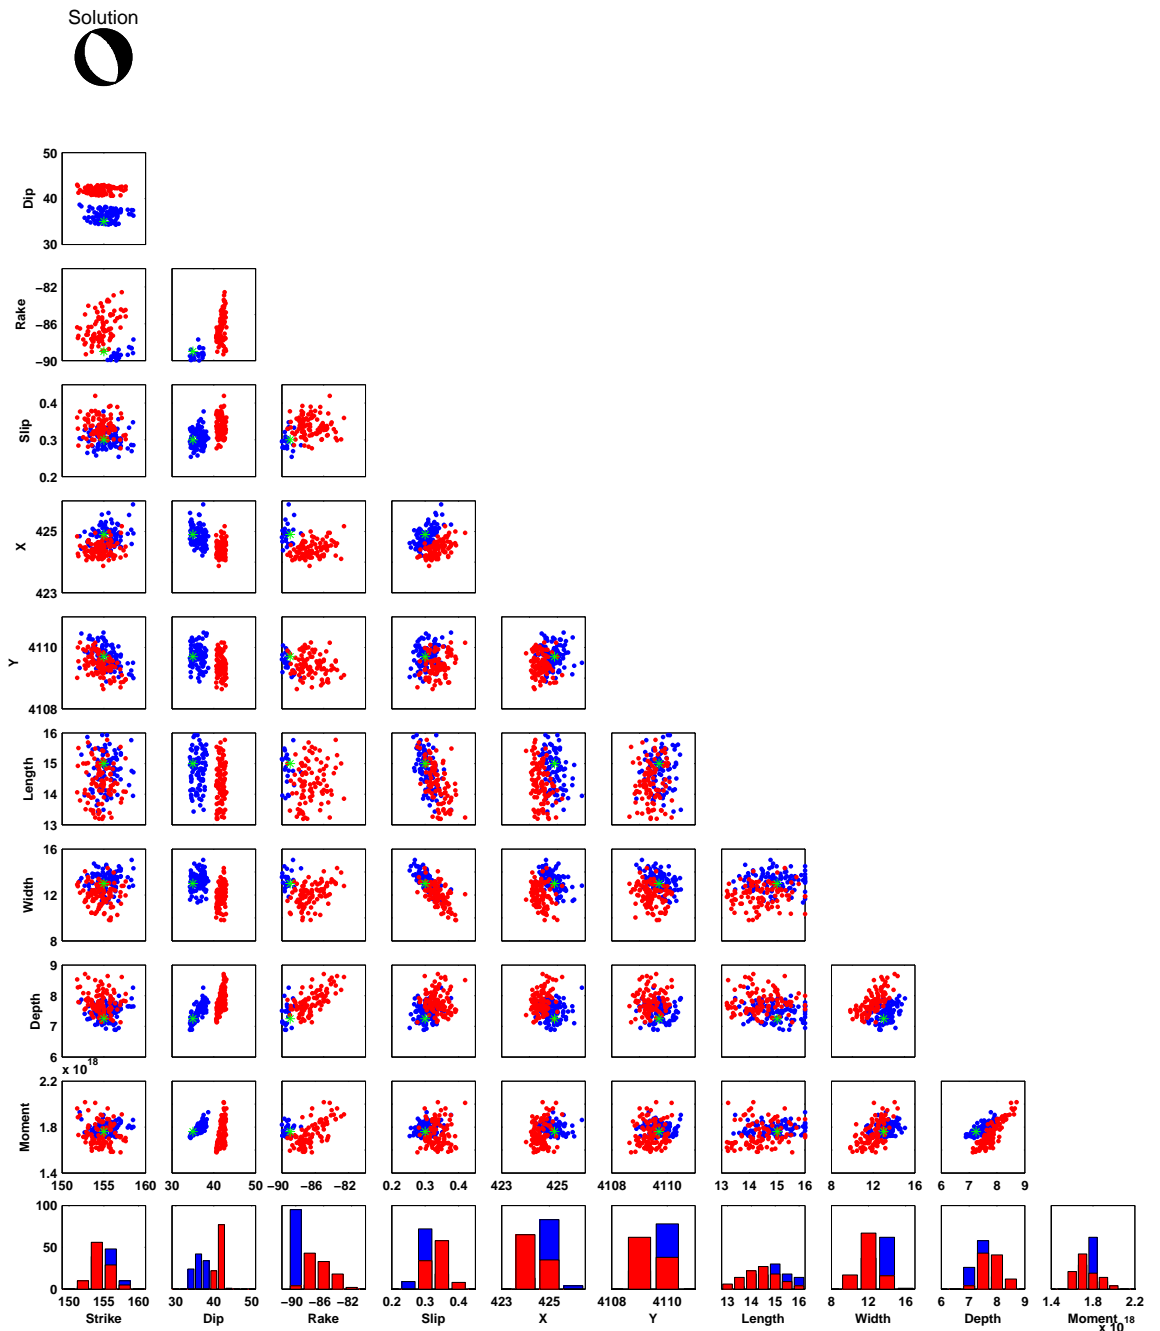 Solution
50
40
30
Dip
−82
−86
−90
Rake
0.4
0.3
0.2
Slip
425
423
X
4110
4108
Y
16
15
14
13
Length
16
12
8
Width
9
8
7
6
Depth
x 10 18
2.2
1.8
1.4
Moment
150 155 160 30 40 50 −90 −86 −82 0.2 0.3 0.4 423 425 4108 4110 13 14 15 16 8 12 16 6 7 8 9
100
50
0
150 155 160 30 40 50 −90 −86 −82 0.2 0.3 0.4 423 425 4108 4110 13 14 15 16 8 12 16 6 7 8 9 1.4 1.8 2.2
Strike Dip Rake Slip X Y Length Width Depth Moment
x 10 18